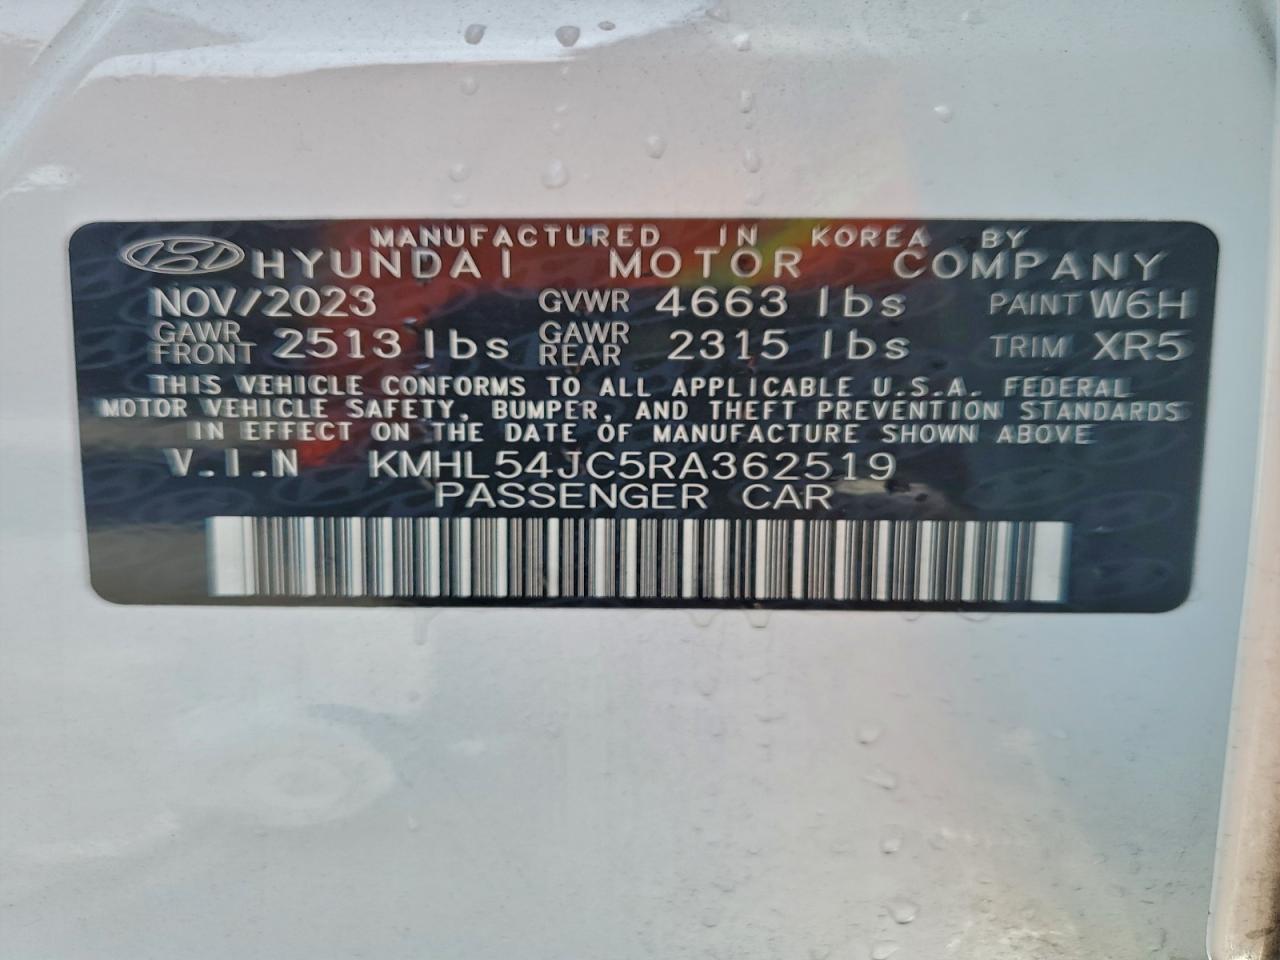 MANUFACTURED IN KOREA BY
HYUNDAI MOTOR COMPANY
NOV/2023 GVWR 4663 lbs PAINT W6H
GAWR FRONT 2513 lbs GAWR REAR 2315 lbs TRIM XR5
THIS VEHICLE CONFORMS TO ALL APPLICABLE U.S.A. FEDERAL
MOTOR VEHICLE SAFETY, BUMPER, AND THEFT PREVENTION STANDARDS
IN EFFECT ON THE DATE OF MANUFACTURE SHOWN ABOVE
V.I.N KMHL54JC5RA362519
PASSENGER CAR